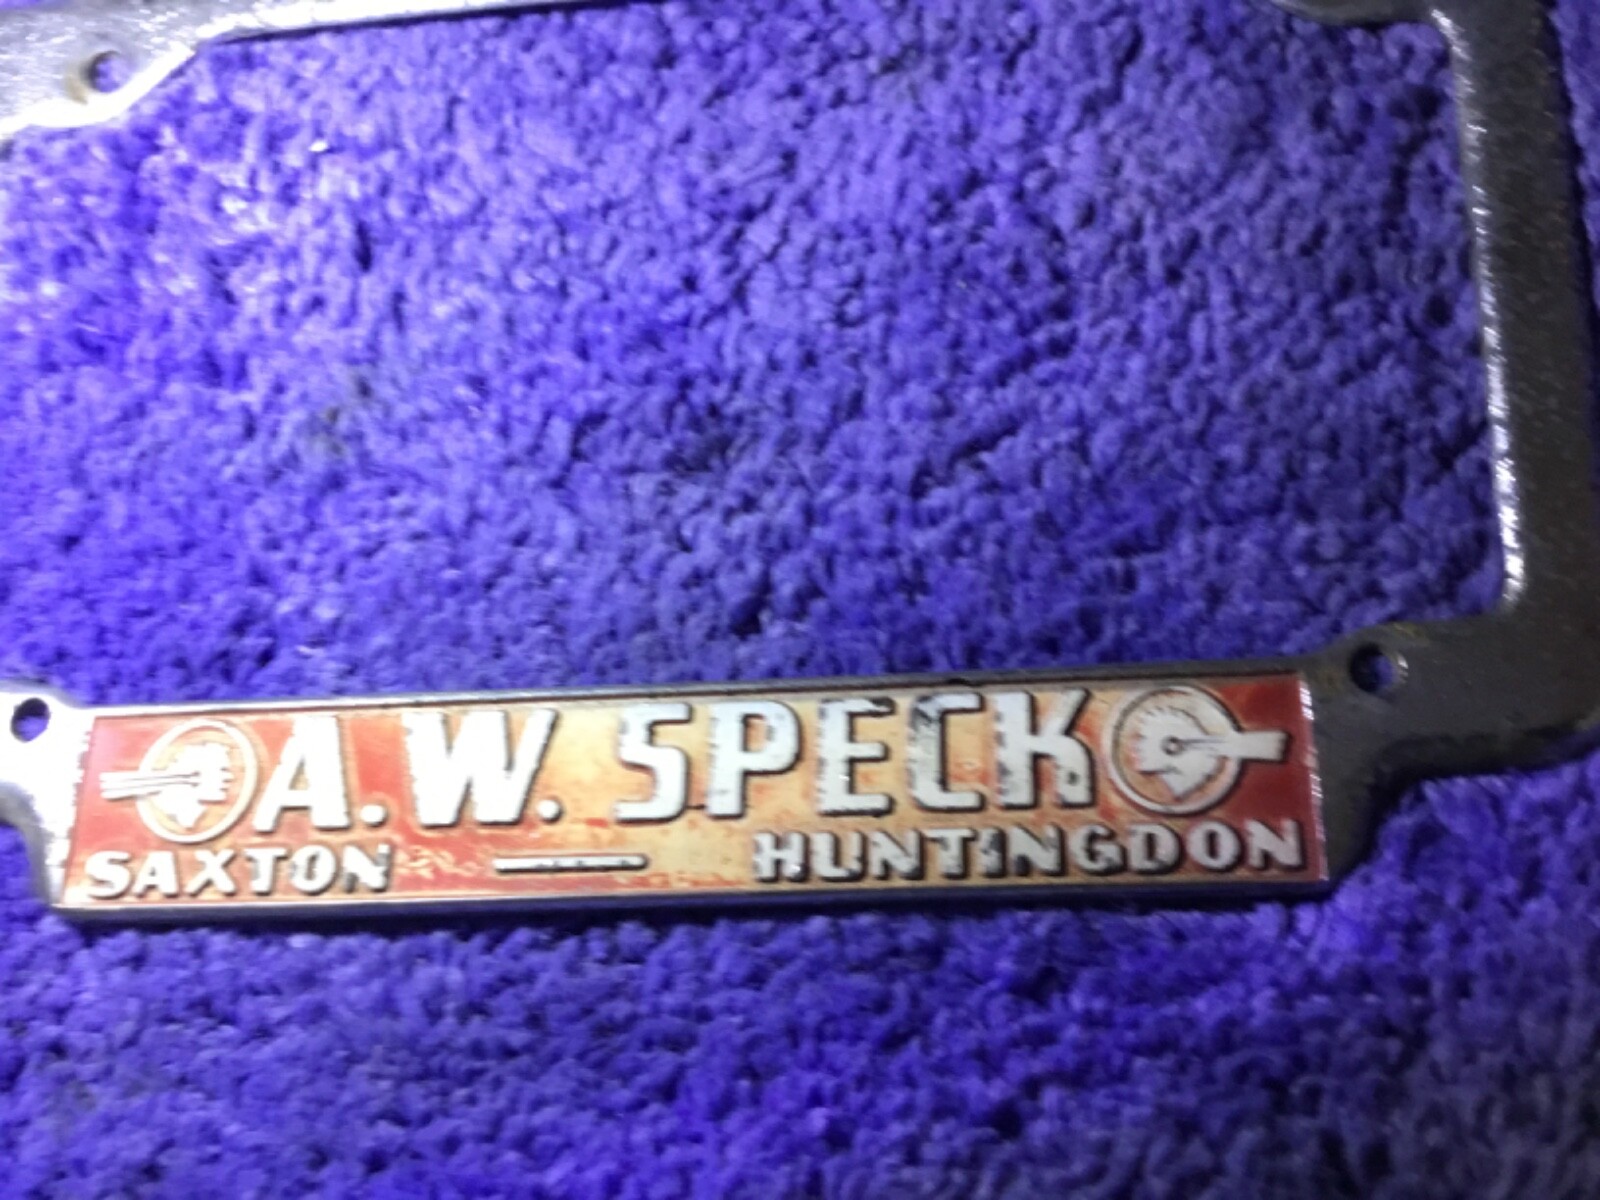 A.W. SPECK
SAXTON — HUNTINGDON